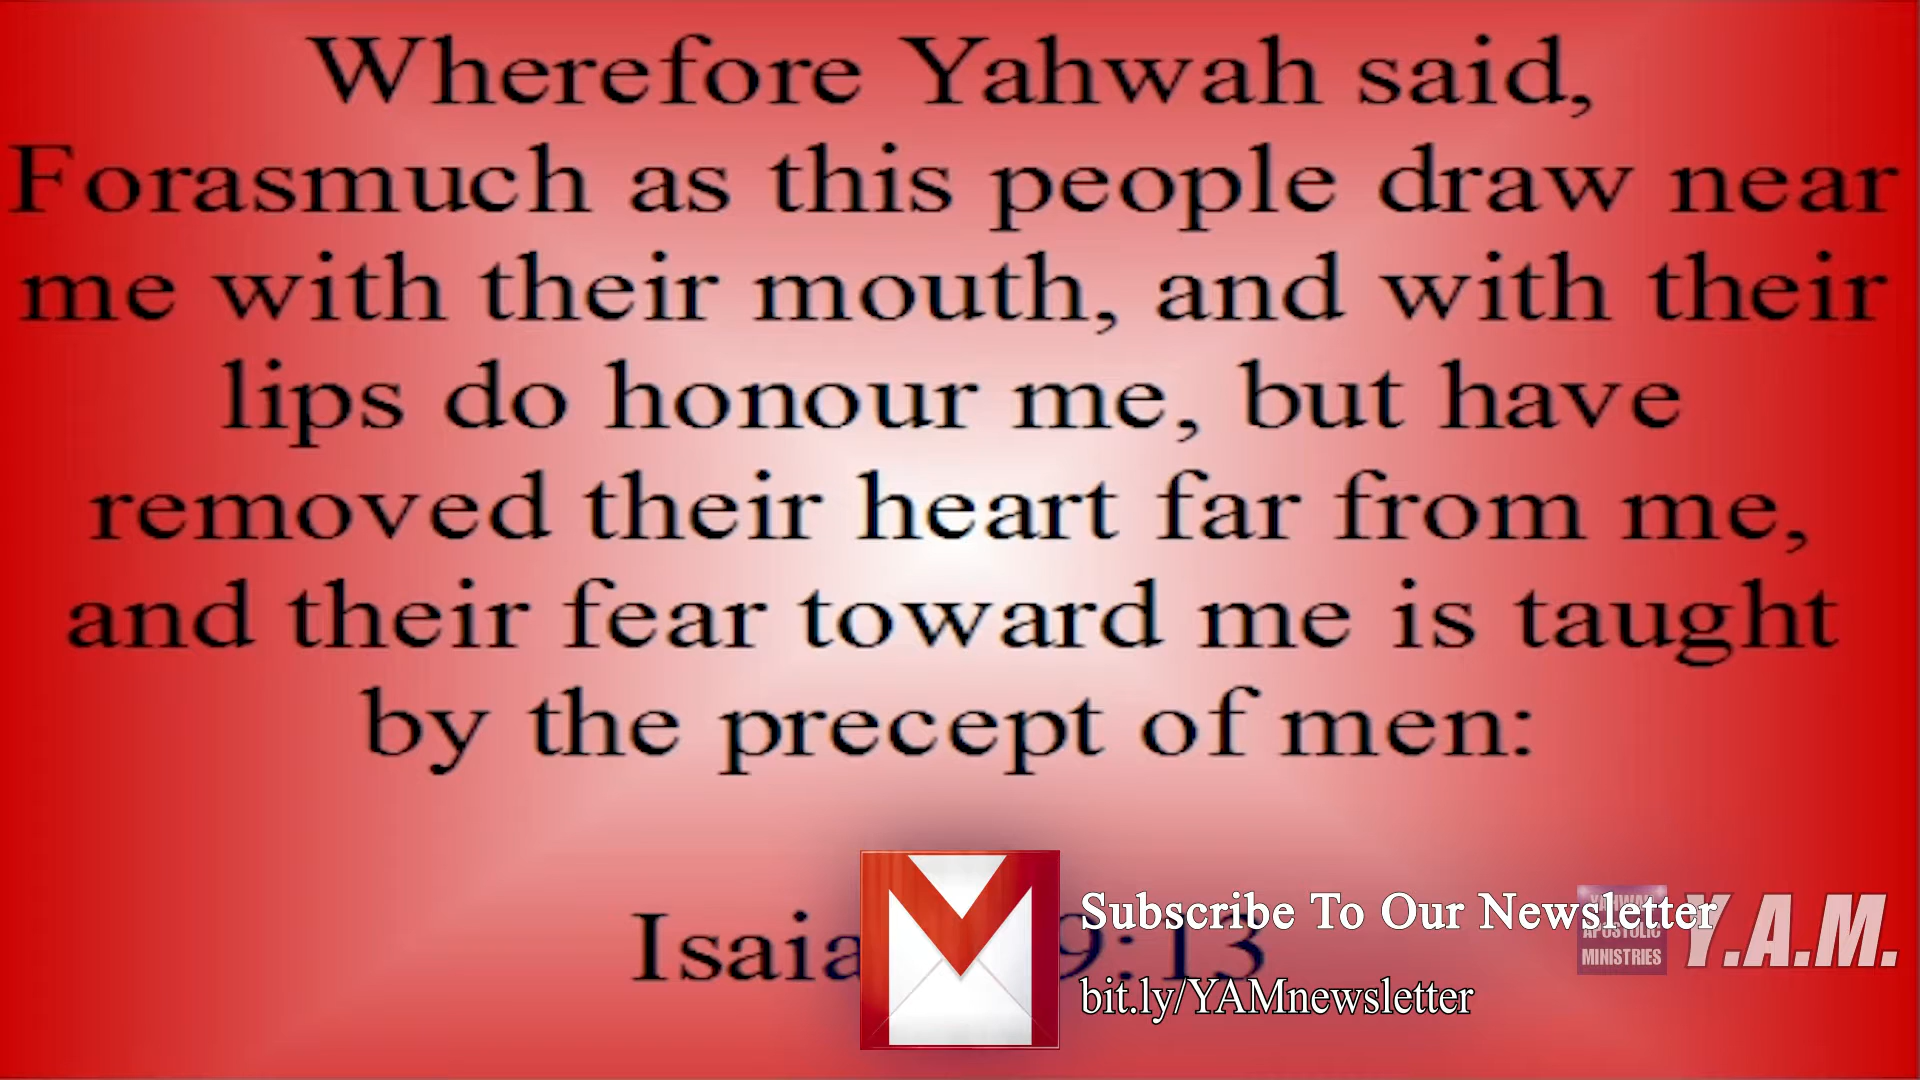 Wherefore Yahwah said,
Forasmuch as this people draw near
me with their mouth, and with their
lips do honour me, but have
removed their heart far from me,
and their fear toward me is taught
by the precept of men:
Isaia 9:13
Subscribe To Our Newsletter
bit.ly/YAMnewsletter
APOSTOLIC
MINISTRIES
Y.A.M.